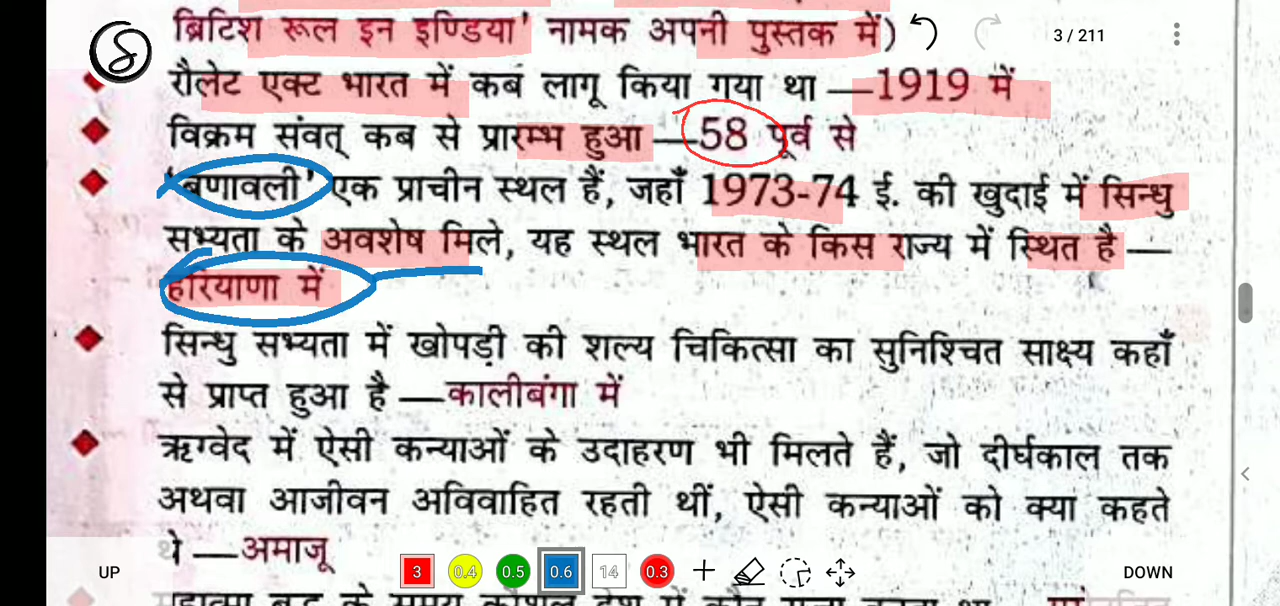 ब्रिटिश रूल इन इण्डिया' नामक अपनी पुस्तक में)
3 / 211
8
रौलेट एक्ट भारत में कब लागू किया गया था —1919 में
विक्रम संवत् कब से प्रारम्भ हुआ —58 पूर्व से
'बणावली' एक प्राचीन स्थल हैं, जहाँ 1973-74 ई. की खुदाई में सिन्धु
सभ्यता के अवशेष मिले, यह स्थल भारत के किस राज्य में स्थित है —
हरियाणा में
सिन्धु सभ्यता में खोपड़ी की शल्य चिकित्सा का सुनिश्चित साक्ष्य कहाँ
से प्राप्त हुआ है —कालीबंगा में
ऋग्वेद में ऐसी कन्याओं के उदाहरण भी मिलते हैं, जो दीर्घकाल तक
अथवा आजीवन अविवाहित रहती थीं, ऐसी कन्याओं को क्या कहते
थे —अमाजू
UP
3
0.4
0.5
0.6
14
0.3
DOWN